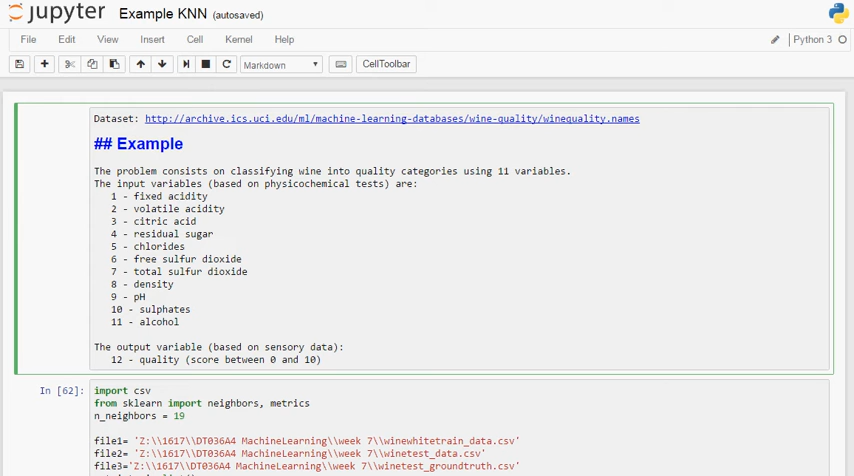 jupyter Example KNN (autosaved)
File Edit View Insert Cell Kernel Help Python 3
Markdown CellToolbar
Dataset: http://archive.ics.uci.edu/ml/machine-learning-databases/wine-quality/winequality.names
## Example
The problem consists on classifying wine into quality categories using 11 variables.
The input variables (based on physicochemical tests) are:
1 - fixed acidity
2 - volatile acidity
3 - citric acid
4 - residual sugar
5 - chlorides
6 - free sulfur dioxide
7 - total sulfur dioxide
8 - density
9 - pH
10 - sulphates
11 - alcohol
The output variable (based on sensory data):
12 - quality (score between 0 and 10)
In [62]: import csv
from sklearn import neighbors, metrics
n_neighbors = 19
file1= 'Z:\\1617\\DT036A4 MachineLearning\\week 7\\winewhitetrain_data.csv'
file2= 'Z:\\1617\\DT036A4 MachineLearning\\week 7\\winetest_data.csv'
file3='Z:\\1617\\DT036A4 MachineLearning\\week 7\\winetest_groundtruth.csv'